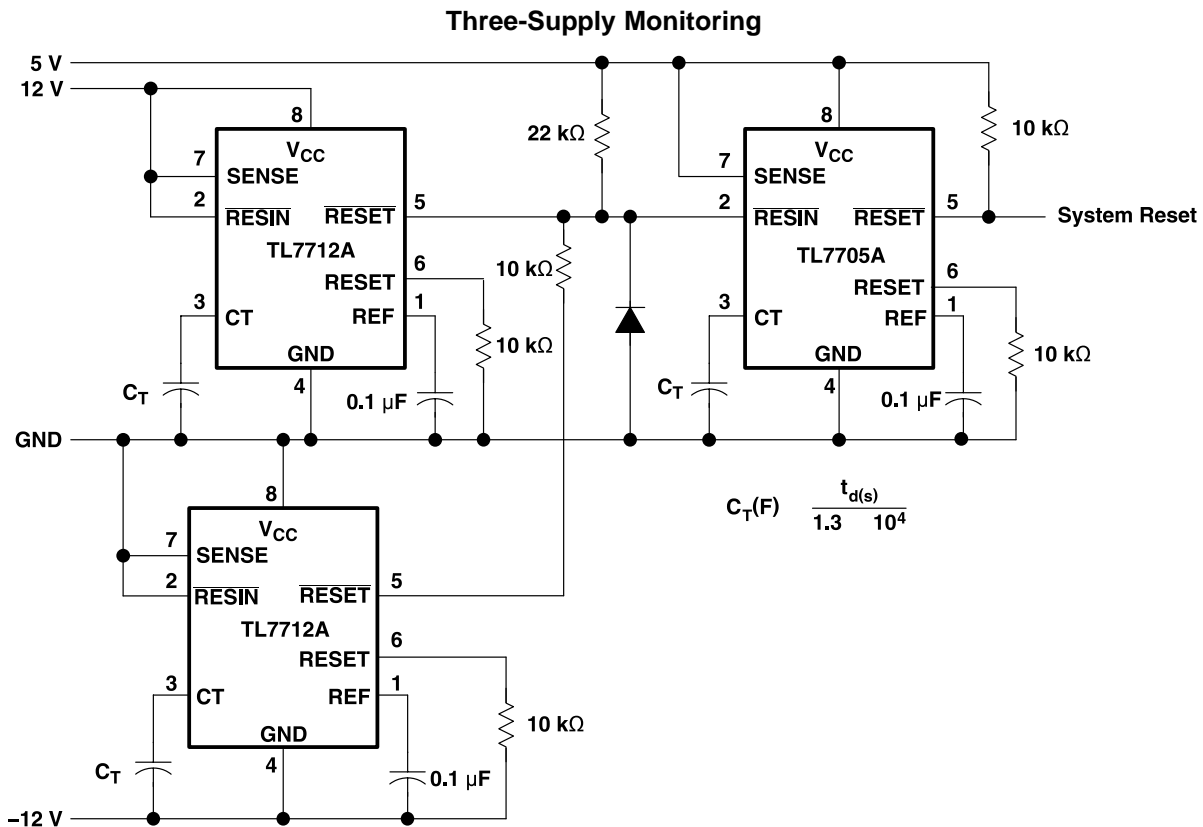 Three-Supply Monitoring
5 V
12 V
8
VCC
7
SENSE
2
RESIN
RESET
5
TL7712A
RESET
6
3
CT
REF
1
GND
4
CT
0.1 µF
10 kΩ
22 kΩ
10 kΩ
8
VCC
7
SENSE
2
RESIN
RESET
5
TL7705A
RESET
6
3
CT
REF
1
GND
4
CT
0.1 µF
10 kΩ
10 kΩ
System Reset
GND
8
VCC
7
SENSE
2
RESIN
RESET
5
TL7712A
RESET
6
3
CT
REF
1
GND
4
CT
0.1 µF
10 kΩ
–12 V
CT(F) td(s)
1.3 10⁴